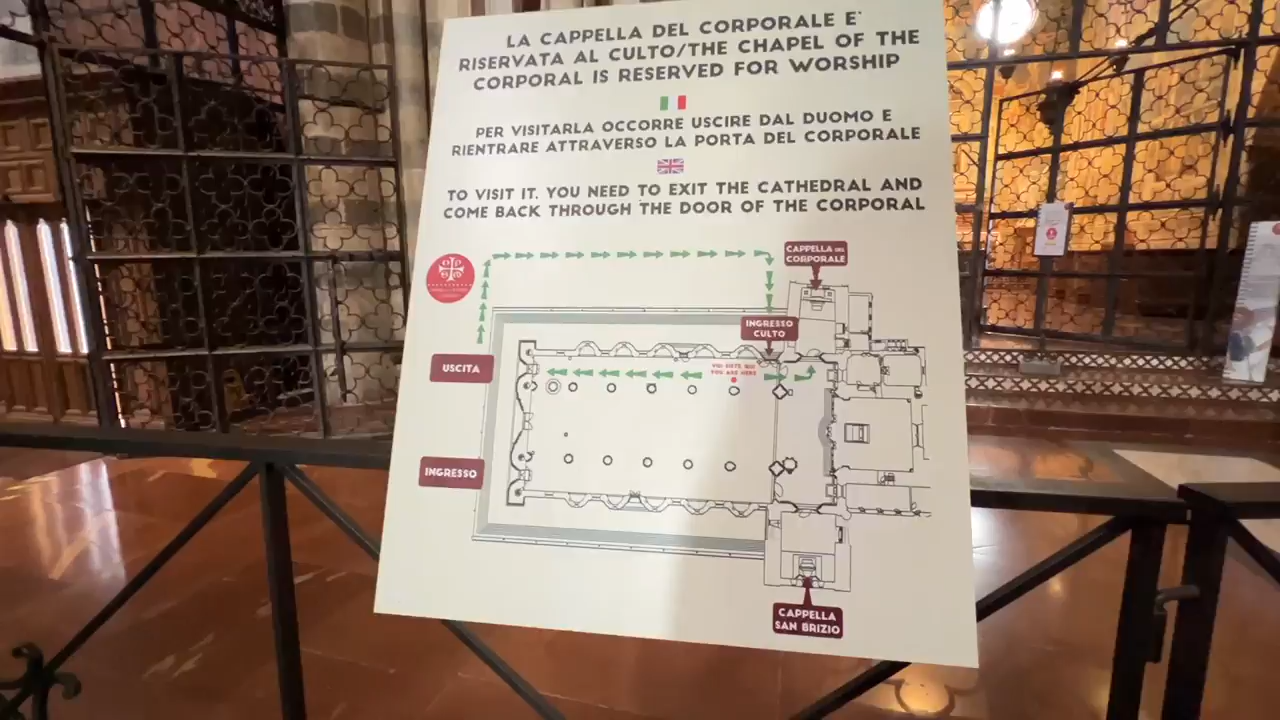 LA CAPPELLA DEL CORPORALE E'
RISERVATA AL CULTO/THE CHAPEL OF THE
CORPORAL IS RESERVED FOR WORSHIP
PER VISITARLA OCCORRE USCIRE DAL DUOMO E
RIENTRARE ATTRAVERSO LA PORTA DEL CORPORALE
TO VISIT IT, YOU NEED TO EXIT THE CATHEDRAL AND
COME BACK THROUGH THE DOOR OF THE CORPORAL
CAPPELLA DEL
CORPORALE
INGRESSO
CULTO
USCITA
VOI SIETE QUI
YOU ARE HERE
INGRESSO
CAPPELLA
SAN BRIZIO